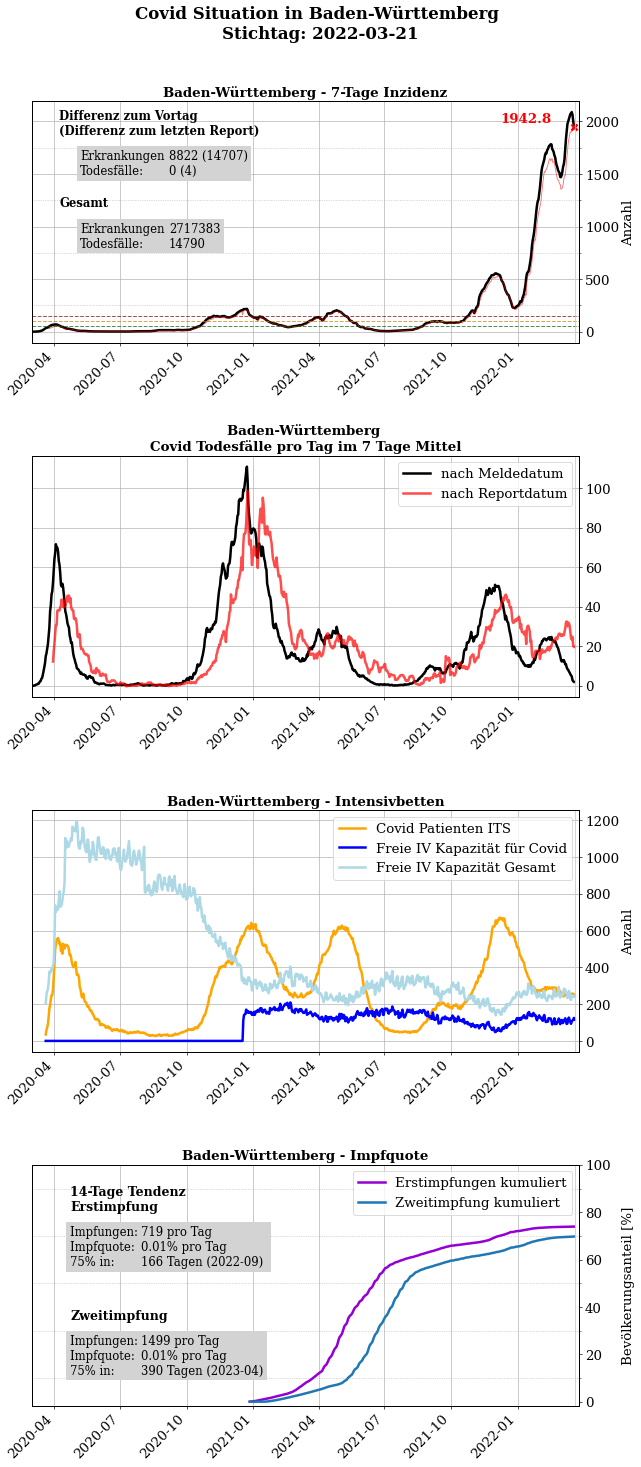 Covid Situation in Baden-Württemberg
Stichtag: 2022-03-21
Baden-Württemberg - 7-Tage Inzidenz
Differenz zum Vortag
(Differenz zum letzten Report)
Erkrankungen 8822 (14707)
Todesfälle: 0 (4)
Gesamt
Erkrankungen 2717383
Todesfälle: 14790
1942.8
2000
1500
1000
500
0
Anzahl
2020-04 2020-07 2020-10 2021-01 2021-04 2021-07 2021-10 2022-01
Baden-Württemberg
Covid Todesfälle pro Tag im 7 Tage Mittel
nach Meldedatum
nach Reportdatum
100
80
60
40
20
0
2020-04 2020-07 2020-10 2021-01 2021-04 2021-07 2021-10 2022-01
Baden-Württemberg - Intensivbetten
Covid Patienten ITS
Freie IV Kapazität für Covid
Freie IV Kapazität Gesamt
1200
1000
800
600
400
200
0
Anzahl
2020-04 2020-07 2020-10 2021-01 2021-04 2021-07 2021-10 2022-01
Baden-Württemberg - Impfquote
14-Tage Tendenz
Erstimpfung
Impfungen: 719 pro Tag
Impfquote: 0.01% pro Tag
75% in: 166 Tagen (2022-09)
Zweitimpfung
Impfungen: 1499 pro Tag
Impfquote: 0.01% pro Tag
75% in: 390 Tagen (2023-04)
Erstimpfungen kumuliert
Zweitimpfung kumuliert
100
80
60
40
20
0
Bevölkerungsanteil [%]
2020-04 2020-07 2020-10 2021-01 2021-04 2021-07 2021-10 2022-01